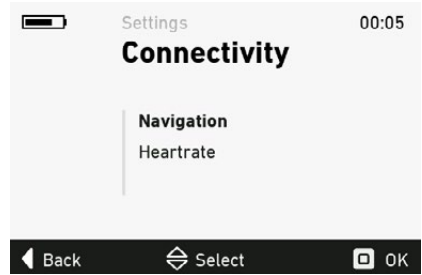 Settings 00:05
Connectivity
Navigation
Heartrate
Back Select OK